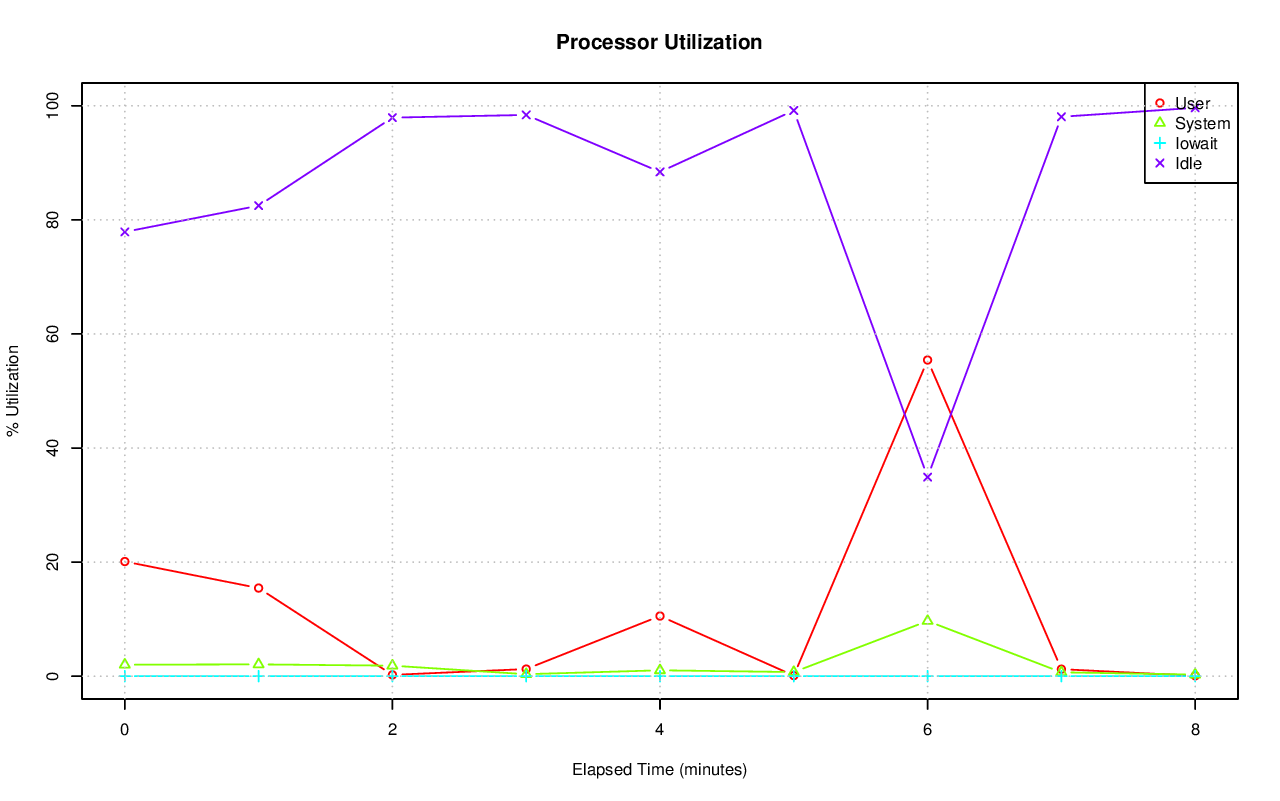 Processor Utilization
100
80
60
40
20
0
% Utilization
User
System
Iowait
Idle
0 2 4 6 8
Elapsed Time (minutes)